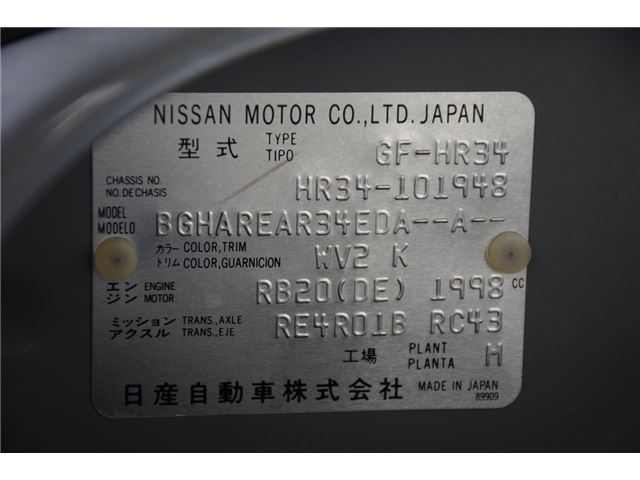 NISSAN MOTOR CO.,LTD. JAPAN
型式 TYPE TIPO GF-HR34
CHASSIS NO. NO. DE CHASIS HR34-101948
MODEL MODELO BGHAREAR34EDA--A--
カラー COLOR,TRIM
トリム COLOR,GUARNICION WV2 K
エンジン ENGINE MOTOR RB20(DE) 1998 CC
ミッション TRANS.,AXLE
アクスル TRANS.,EJE RE4R01B RC43
工場 PLANT PLANTA M
日産自動車株式会社 MADE IN JAPAN
89909